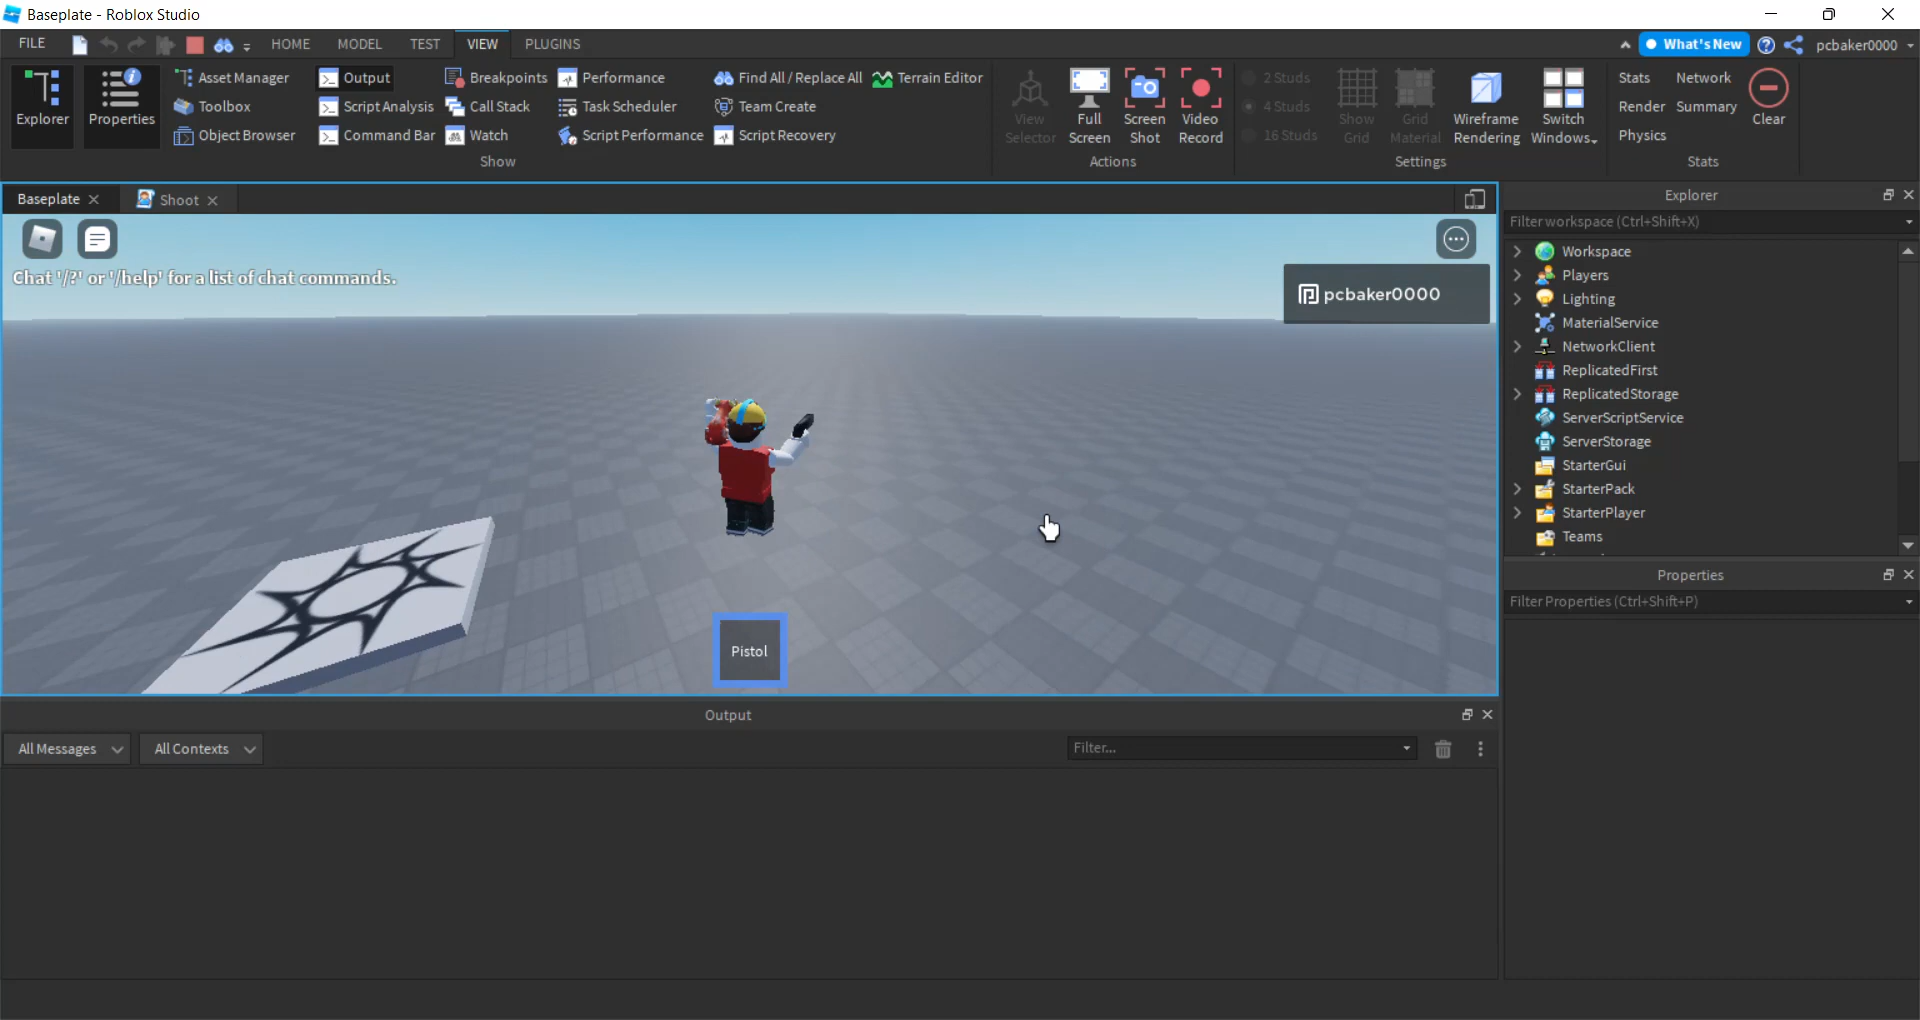 Baseplate - Roblox Studio
FILE
HOME
MODEL
TEST
VIEW
PLUGINS
What's New
pcbaker0000
Explorer
Properties
Asset Manager
Toolbox
Object Browser
Output
Script Analysis
Command Bar
Breakpoints
Call Stack
Watch
Performance
Task Scheduler
Script Performance
Find All / Replace All
Team Create
Script Recovery
Terrain Editor
Show
View
Selector
Full
Screen
Screen
Shot
Video
Record
Actions
2 Studs
4 Studs
16 Studs
Show
Grid
Grid
Material
Wireframe
Rendering
Switch
Windows
Settings
Stats
Network
Render
Summary
Physics
Clear
Stats
Baseplate
Shoot
Chat '/?' or '/help' for a list of chat commands.
pcbaker0000
Pistol
Explorer
Filter workspace (Ctrl+Shift+X)
Workspace
Players
Lighting
MaterialService
NetworkClient
ReplicatedFirst
ReplicatedStorage
ServerScriptService
ServerStorage
StarterGui
StarterPack
StarterPlayer
Teams
Properties
Filter Properties (Ctrl+Shift+P)
Output
All Messages
All Contexts
Filter...